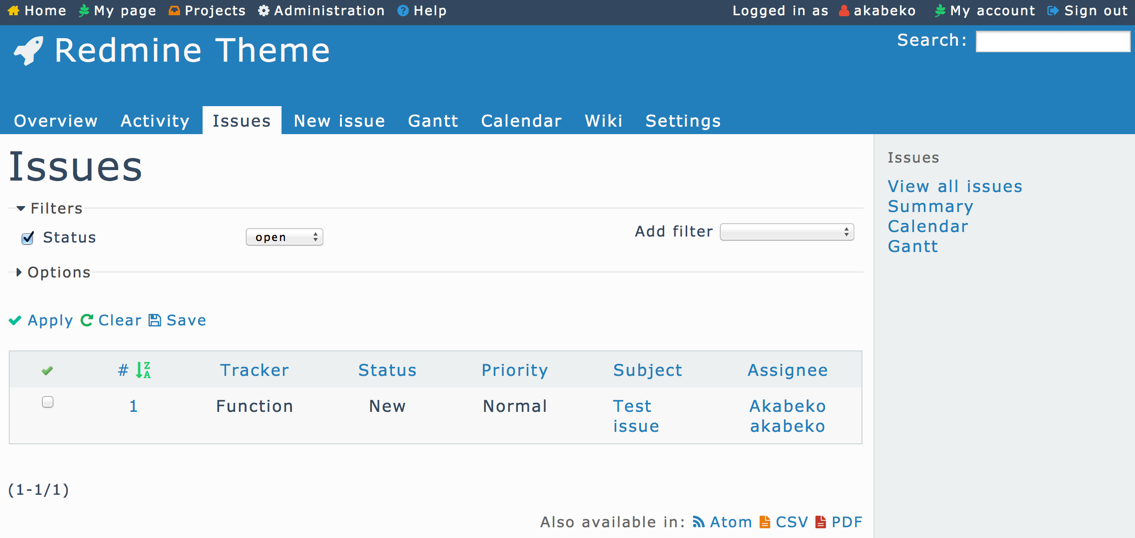 Home My page Projects Administration Help Logged in as akabeko My account Sign out
Redmine Theme Search:
Overview Activity Issues New issue Gantt Calendar Wiki Settings
Issues
Filters
Status open Add filter
Options
Apply Clear Save
# Tracker Status Priority Subject Assignee
1 Function New Normal Test issue Akabeko akabeko
(1-1/1)
Also available in: Atom CSV PDF
Issues
View all issues
Summary
Calendar
Gantt